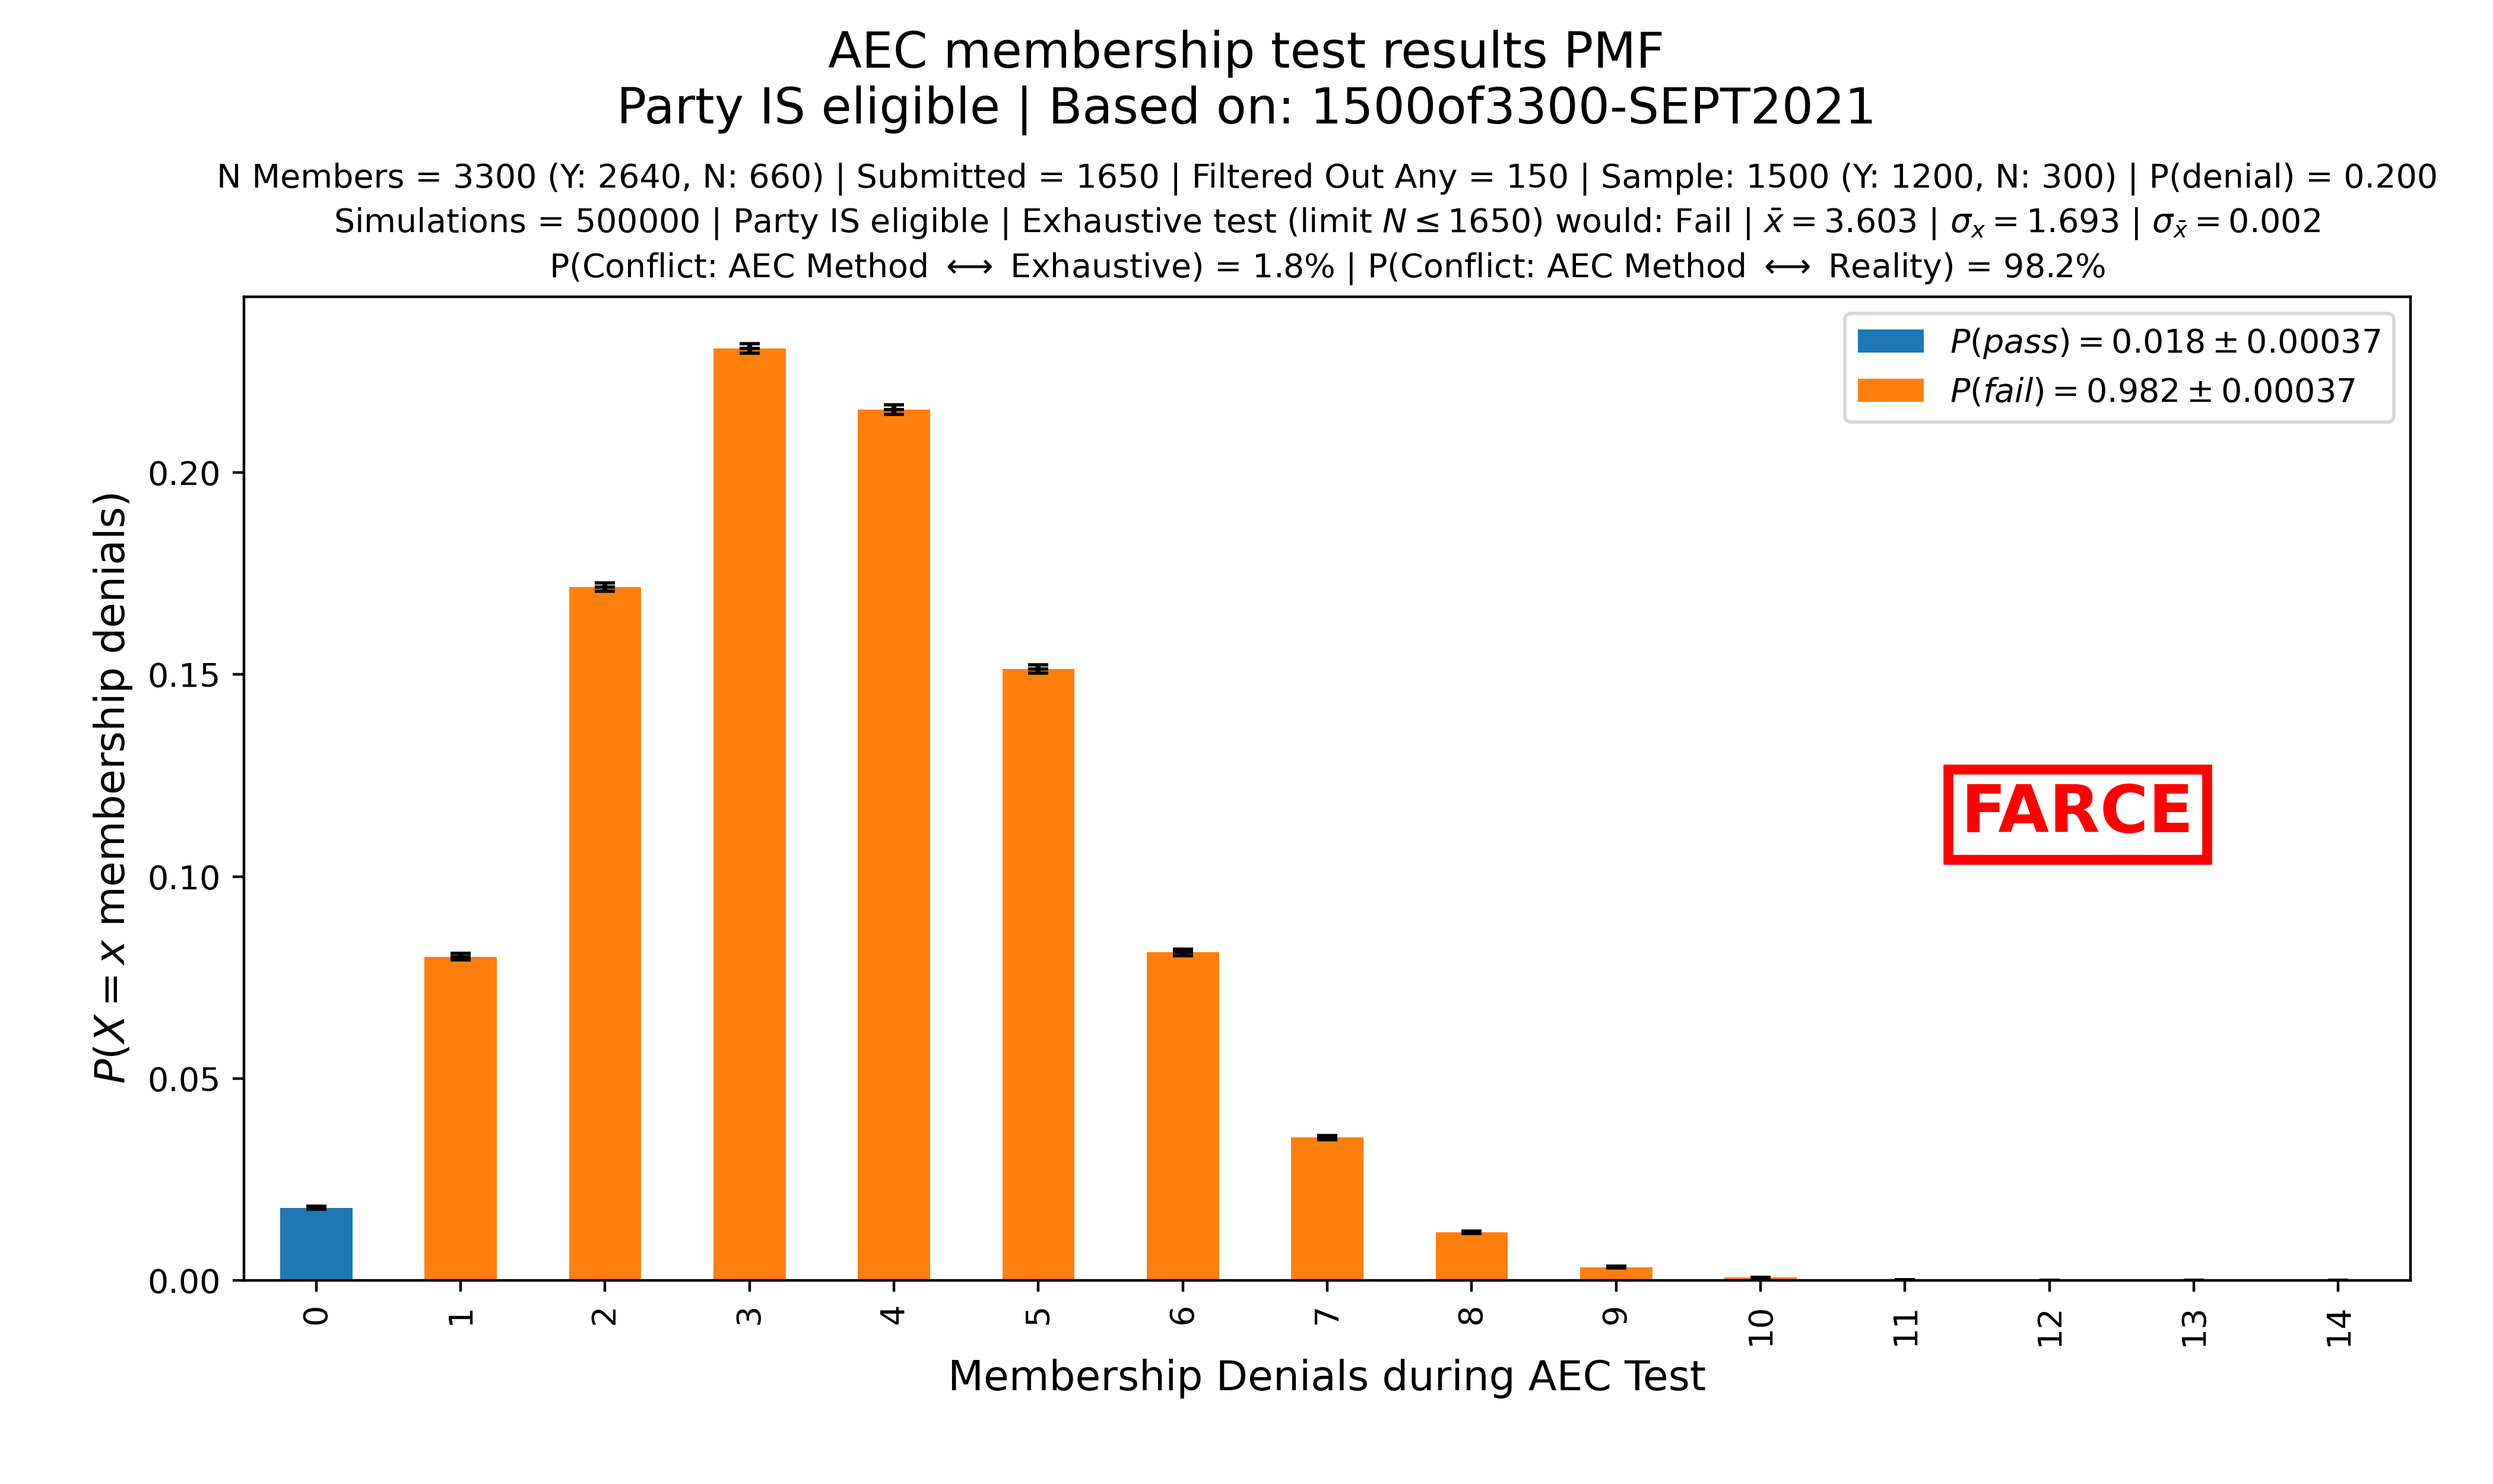 AEC membership test results PMF
Party IS eligible | Based on: 1500of3300-SEPT2021
N Members = 3300 (Y: 2640, N: 660) | Submitted = 1650 | Filtered Out Any = 150 | Sample: 1500 (Y: 1200, N: 300) | P(denial) = 0.200
Simulations = 500000 | Party IS eligible | Exhaustive test (limit N ≤ 1650) would: Fail | x̄ = 3.603 | σₓ = 1.693 | σ_x̄ = 0.002
P(Conflict: AEC Method ⟷ Exhaustive) = 1.8% | P(Conflict: AEC Method ⟷ Reality) = 98.2%
P(pass) = 0.018 ± 0.00037
P(fail) = 0.982 ± 0.00037
P(X = x membership denials)
0.20
0.15
0.10
0.05
0.00
FARCE
0 1 2 3 4 5 6 7 8 9 10 11 12 13 14
Membership Denials during AEC Test